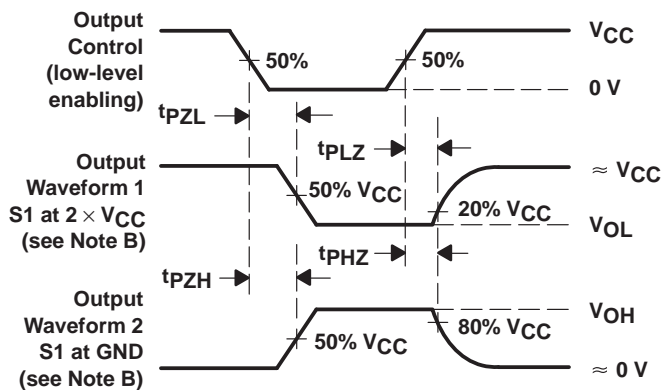 Output
Control
(low-level
enabling)
50%
50%
VCC
0 V
tPZL
tPLZ
Output
Waveform 1
S1 at 2 × VCC
(see Note B)
50% VCC
20% VCC
≈ VCC
VOL
tPZH
tPHZ
Output
Waveform 2
S1 at GND
(see Note B)
50% VCC
80% VCC
VOH
≈ 0 V